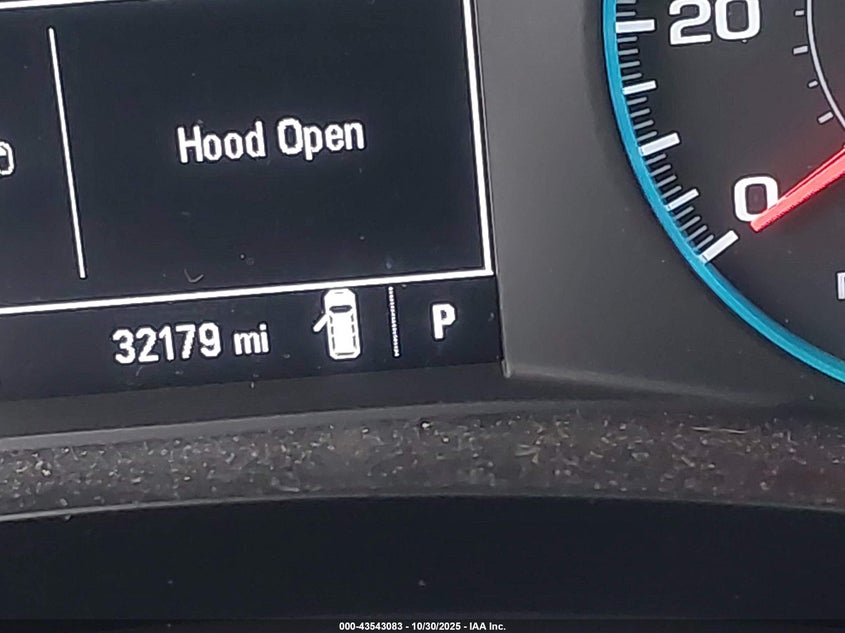 20
Hood Open
0
32179 mi
P
000-43543083 - 10/30/2025 - IAA Inc.